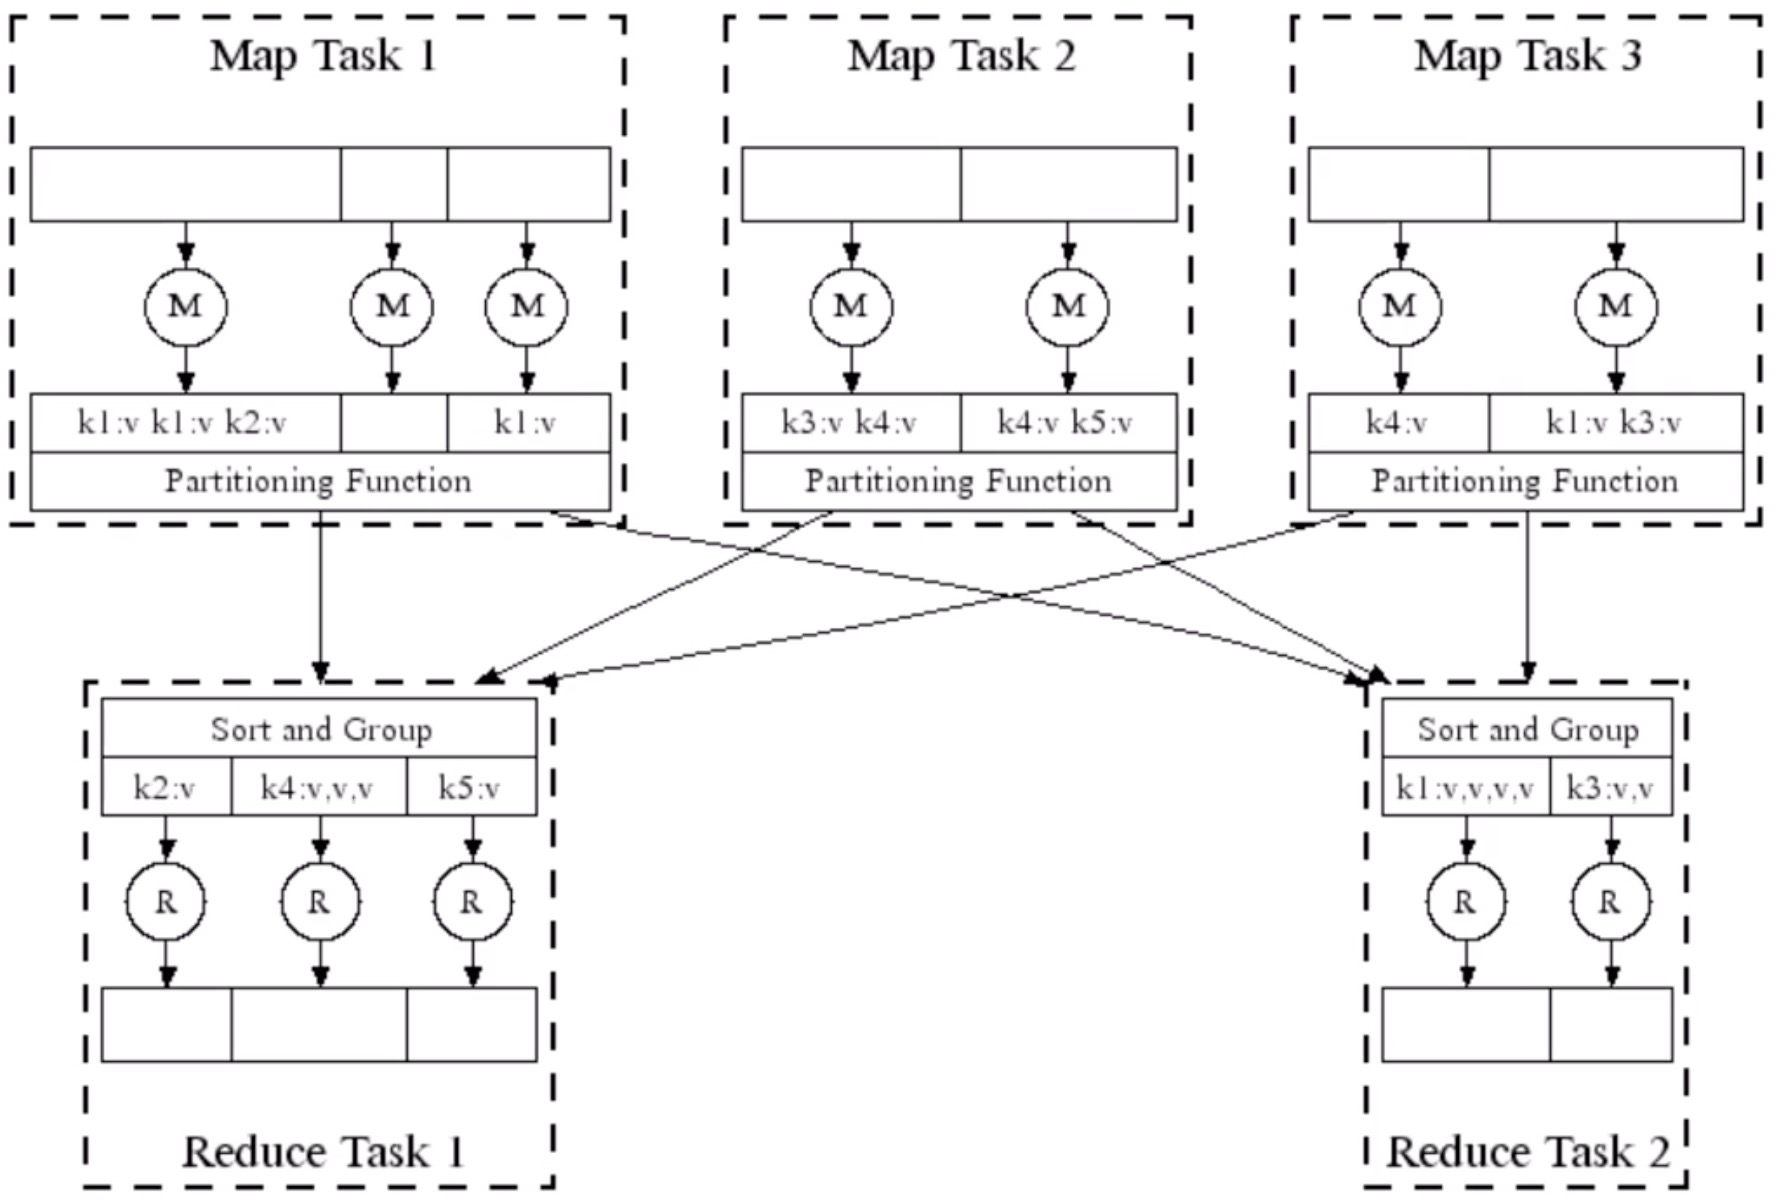 Map Task 1
Map Task 2
Map Task 3
M
M
M
M
M
M
M
k1:v k1:v k2:v
k1:v
k3:v k4:v
k4:v k5:v
k4:v
k1:v k3:v
Partitioning Function
Partitioning Function
Partitioning Function
Sort and Group
k2:v
k4:v,v,v
k5:v
R
R
R
Reduce Task 1
Sort and Group
k1:v,v,v,v
k3:v,v
R
R
Reduce Task 2